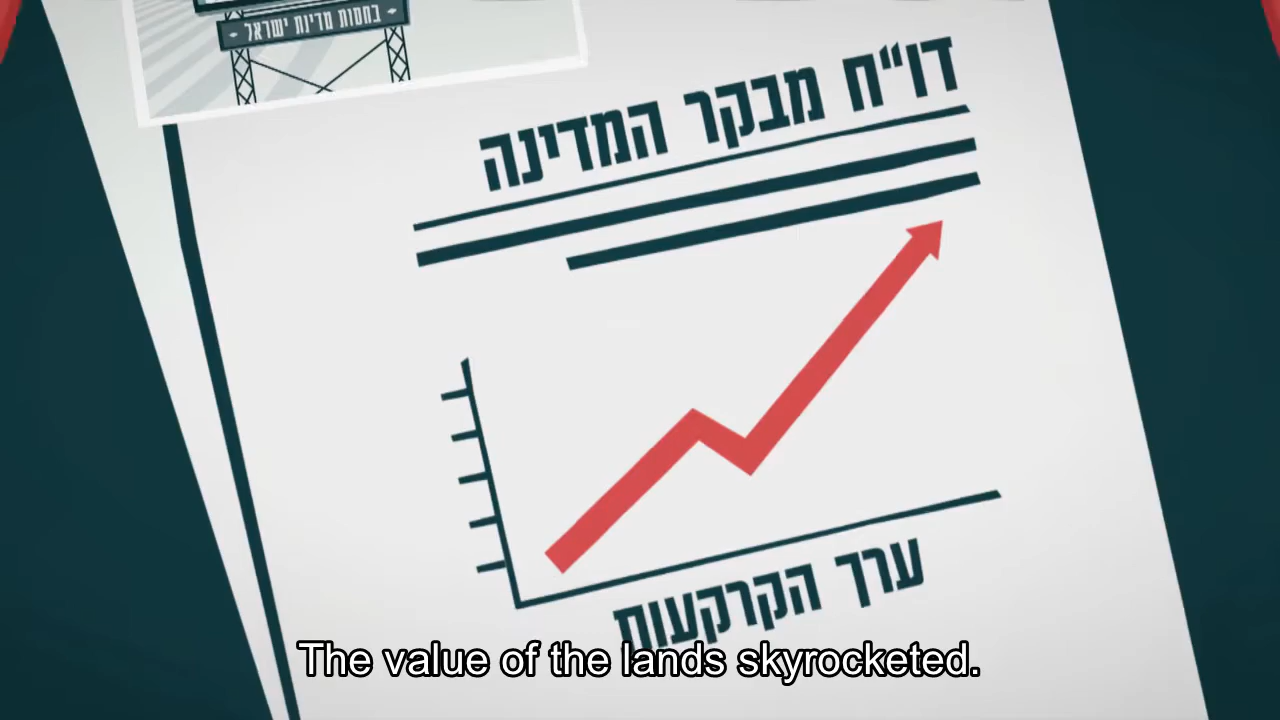 בחסות מדינת ישראל
דו"ח מבקר המדינה
ערך הקרקעות
The value of the lands skyrocketed.